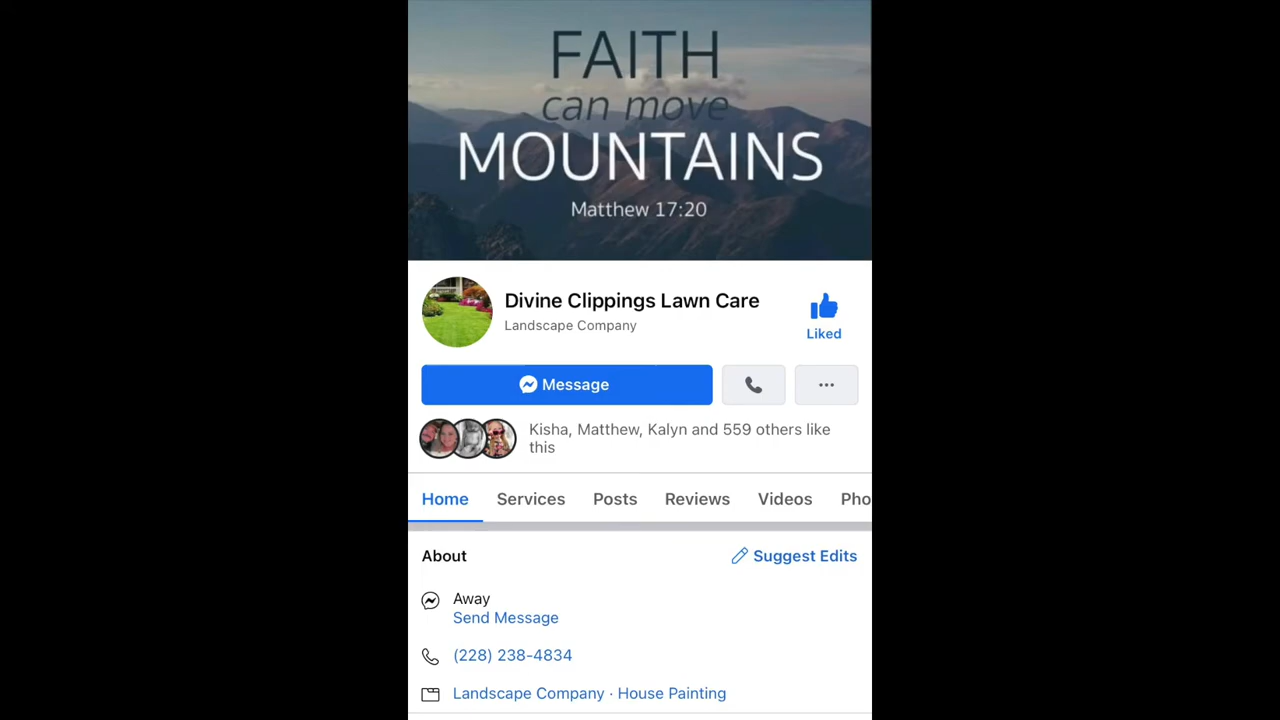 FAITH
can move
MOUNTAINS
Matthew 17:20
Divine Clippings Lawn Care
Landscape Company
Liked
Message
Kisha, Matthew, Kalyn and 559 others like
this
Home Services Posts Reviews Videos Pho
About
Suggest Edits
Away
Send Message
(228) 238-4834
Landscape Company · House Painting